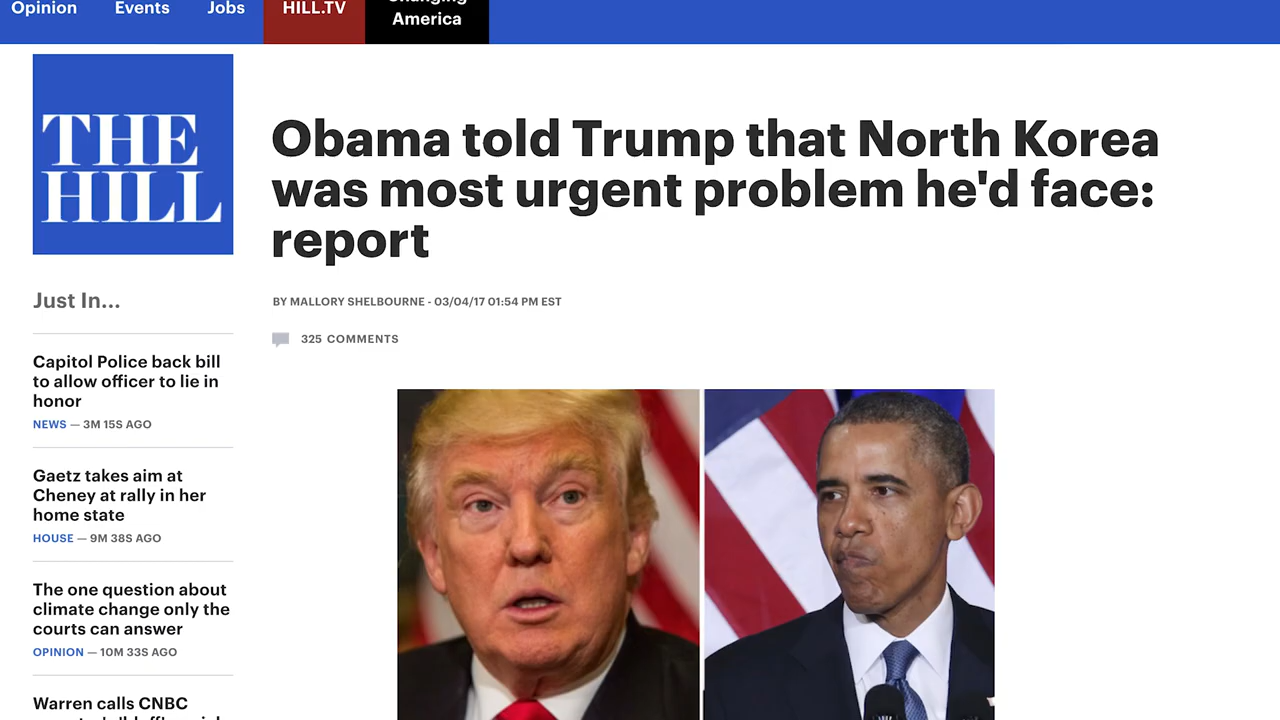 Opinion Events Jobs HILL.TV
America
THE
HILL
Obama told Trump that North Korea
was most urgent problem he'd face:
report
BY MALLORY SHELBOURNE - 03/04/17 01:54 PM EST
325 COMMENTS
Just In...
Capitol Police back bill
to allow officer to lie in
honor
NEWS — 3M 15S AGO
Gaetz takes aim at
Cheney at rally in her
home state
HOUSE — 9M 38S AGO
The one question about
climate change only the
courts can answer
OPINION — 10M 33S AGO
Warren calls CNBC